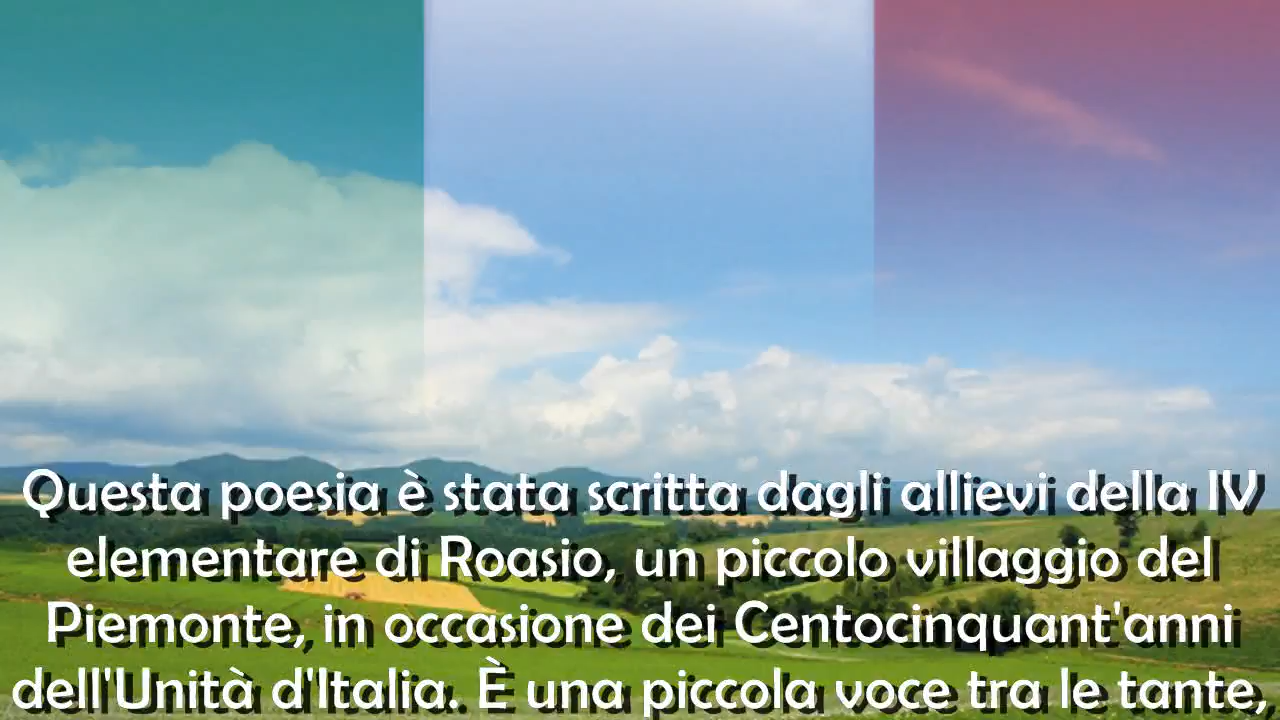 Questa poesia è stata scritta dagli allievi della IV
elementare di Roasio, un piccolo villaggio del
Piemonte, in occasione dei Centocinquant'anni
dell'Unità d'Italia. È una piccola voce tra le tante,